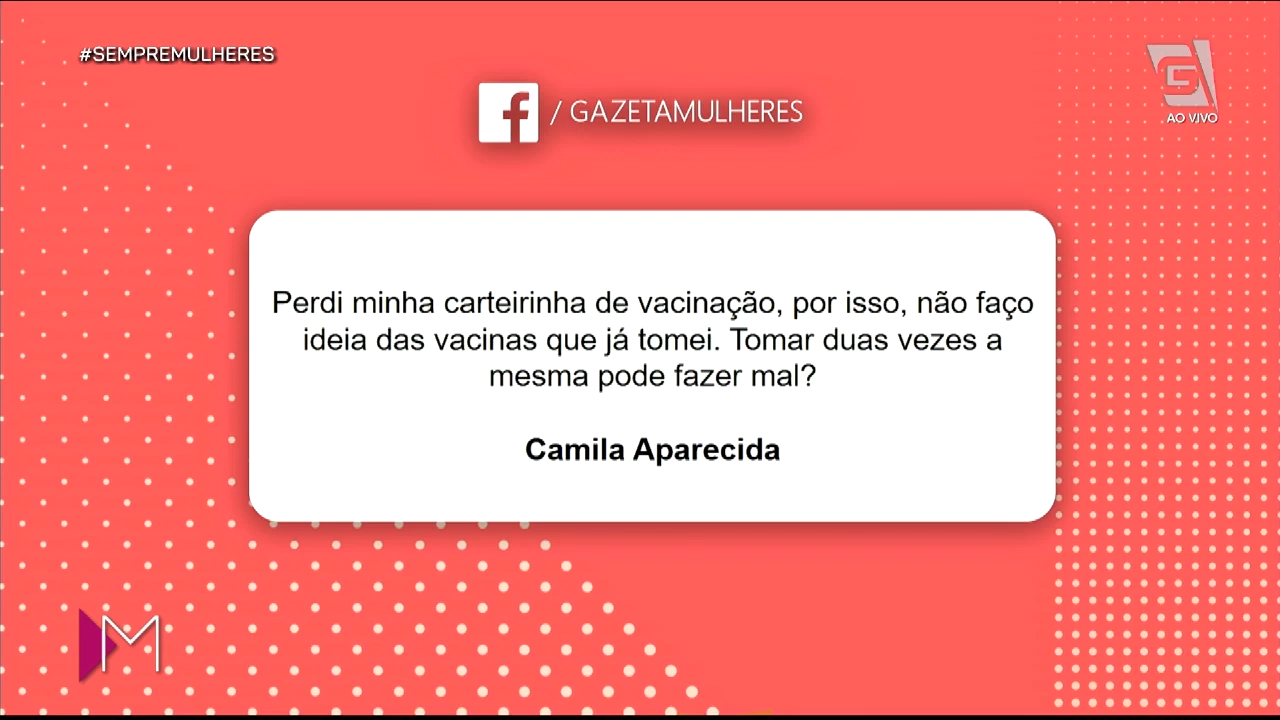 #SEMPREMULHERES
G
AO VIVO
f / GAZETAMULHERES
Perdi minha carteirinha de vacinação, por isso, não faço
ideia das vacinas que já tomei. Tomar duas vezes a
mesma pode fazer mal?
Camila Aparecida
M